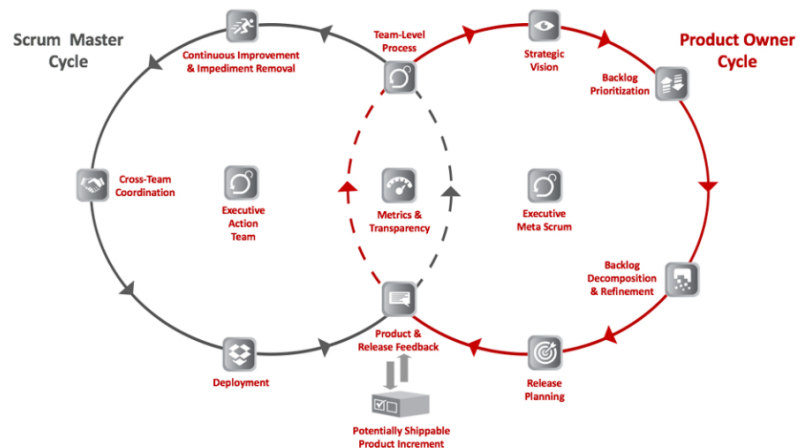 Scrum Master
Cycle
Continuous Improvement
& Impediment Removal
Team-Level
Process
Strategic
Vision
Product Owner
Cycle
Backlog
Prioritization
Cross-Team
Coordination
Executive
Action
Team
Metrics &
Transparency
Executive
Meta Scrum
Backlog
Decomposition
& Refinement
Deployment
Product &
Release Feedback
Release
Planning
Potentially Shippable
Product Increment